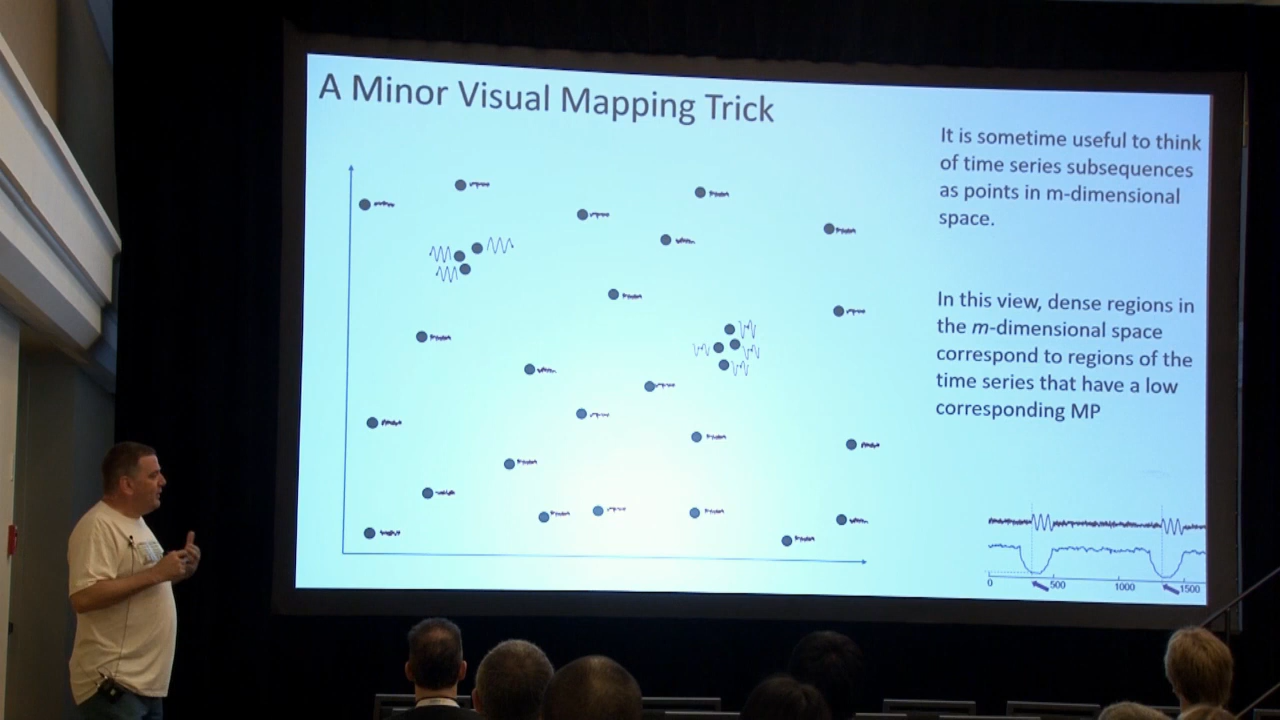 A Minor Visual Mapping Trick
It is sometime useful to think
of time series subsequences
as points in m-dimensional
space.
In this view, dense regions in
the m-dimensional space
correspond to regions of the
time series that have a low
corresponding MP
0 500 1000 1500